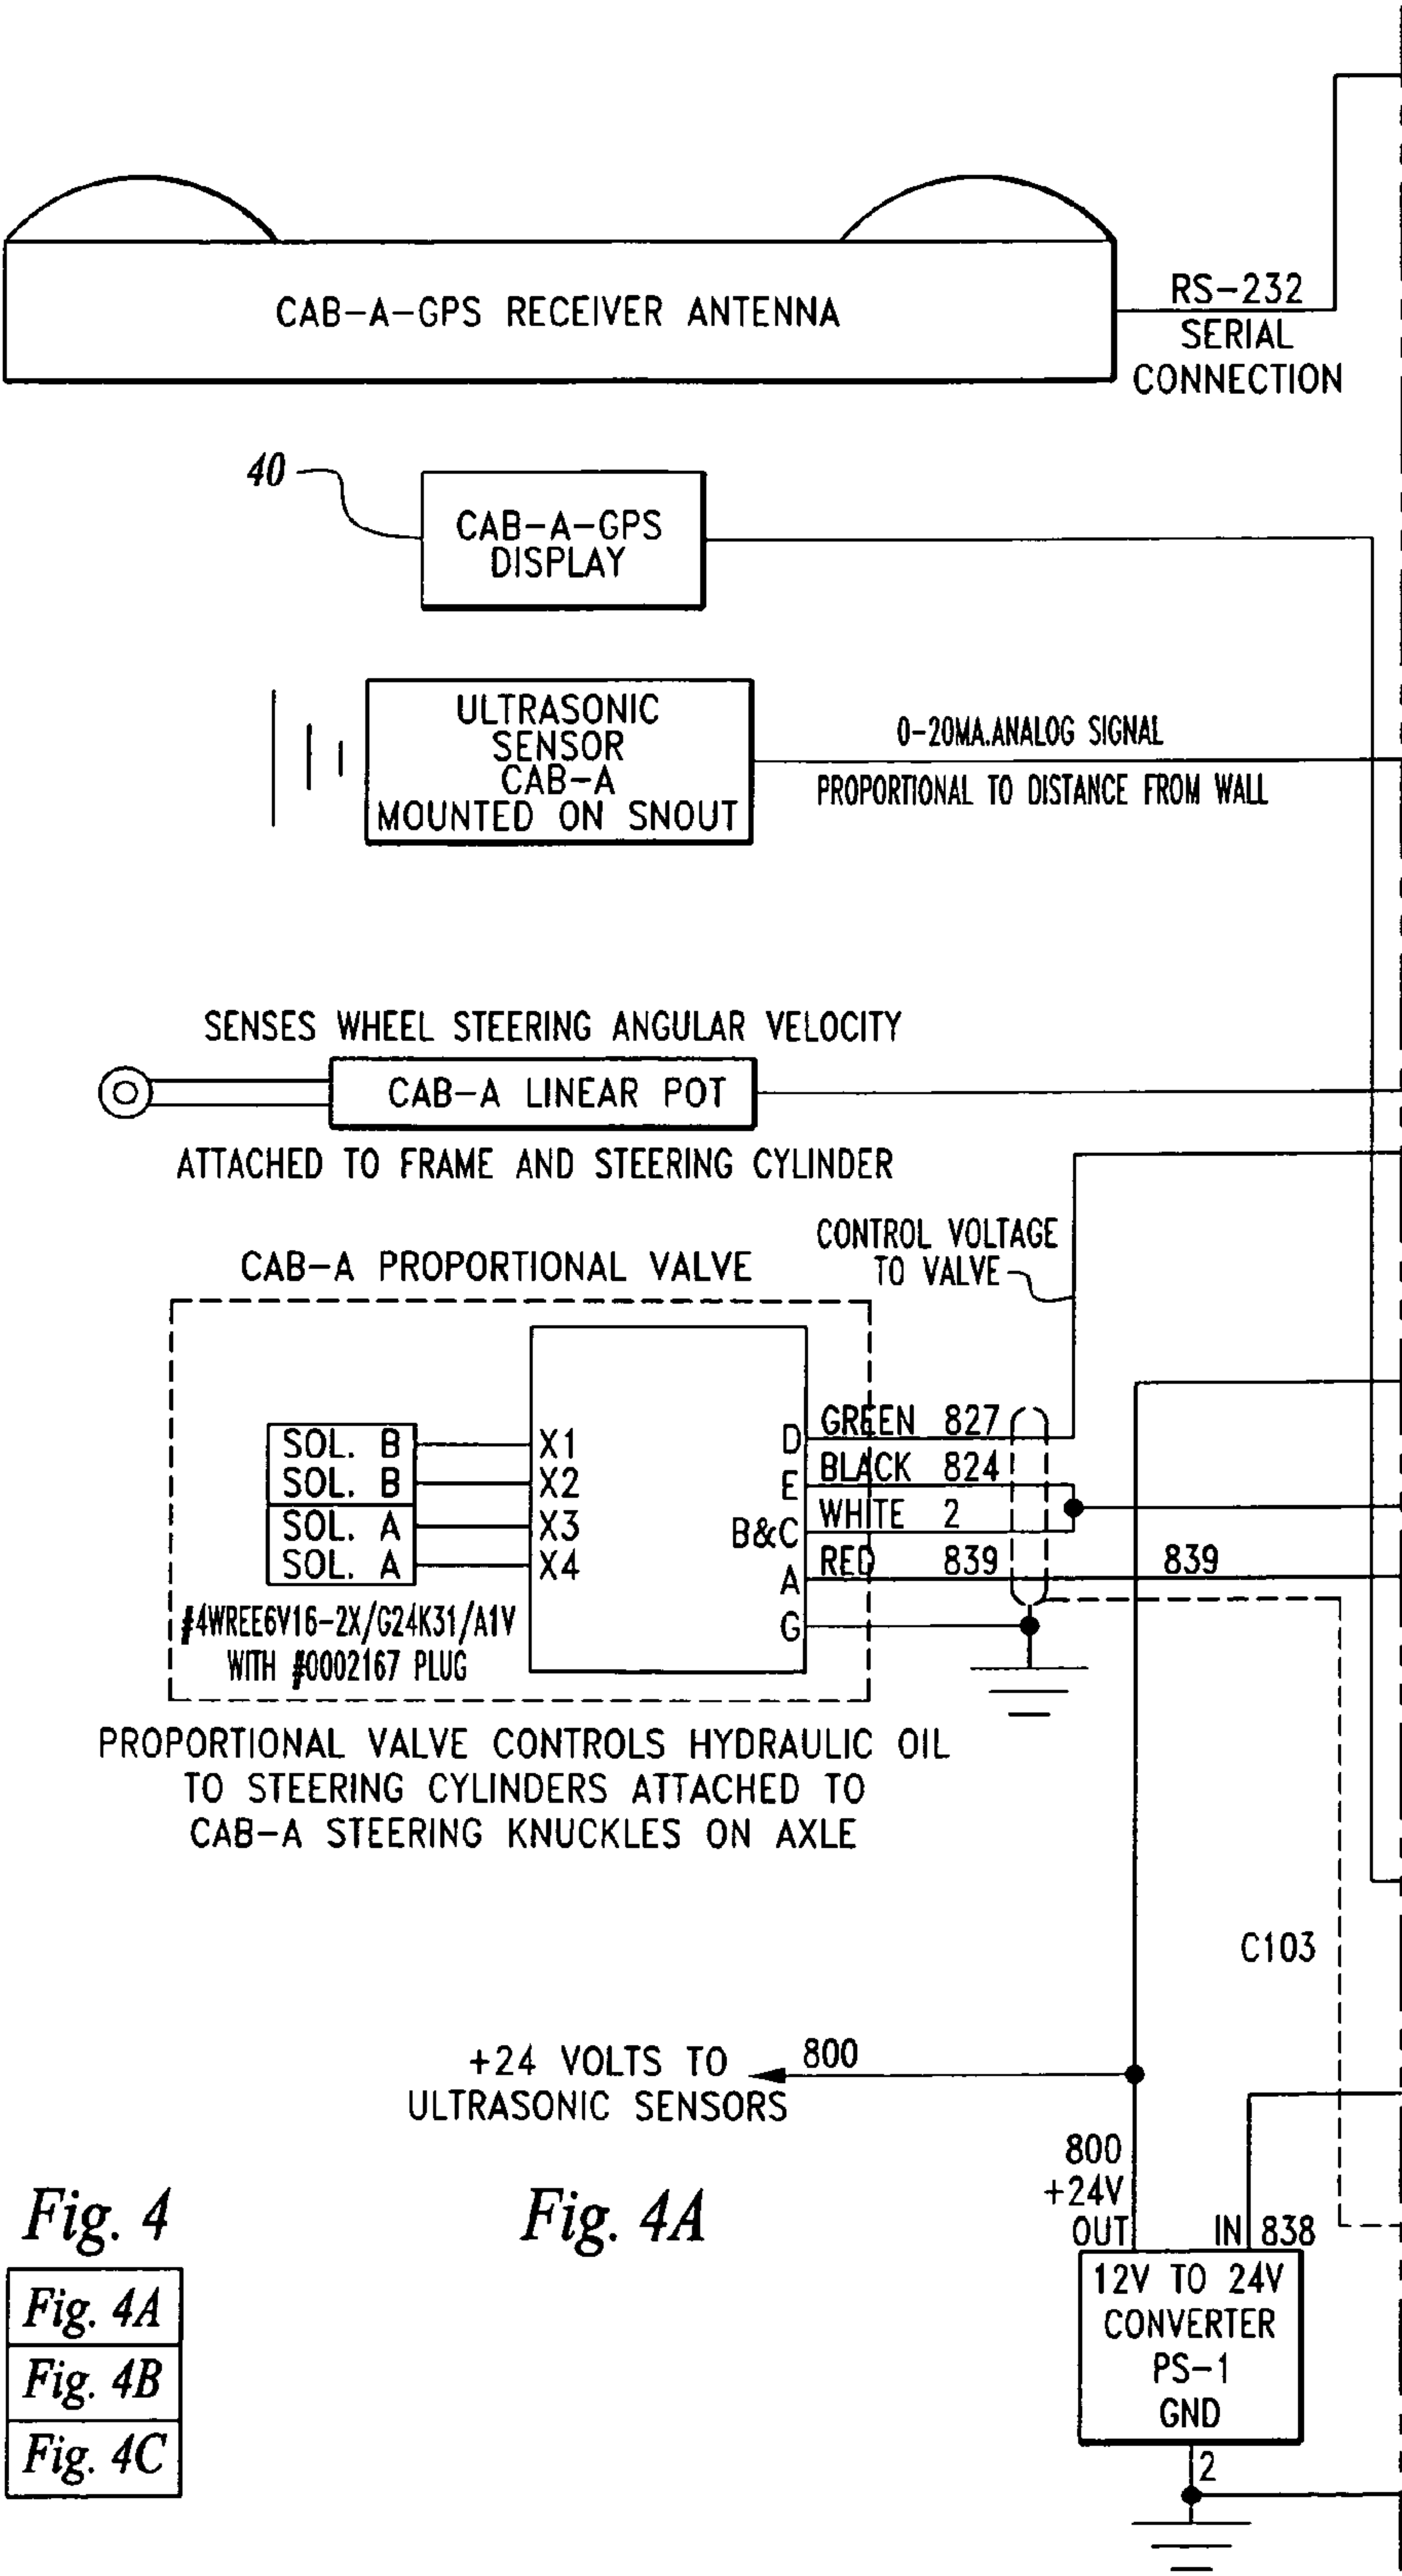 CAB-A-GPS RECEIVER ANTENNA
RS-232
SERIAL
CONNECTION
40
CAB-A-GPS
DISPLAY
ULTRASONIC
SENSOR
CAB-A
MOUNTED ON SNOUT
0-20MA.ANALOG SIGNAL
PROPORTIONAL TO DISTANCE FROM WALL
SENSES WHEEL STEERING ANGULAR VELOCITY
CAB-A LINEAR POT
ATTACHED TO FRAME AND STEERING CYLINDER
CONTROL VOLTAGE
TO VALVE
CAB-A PROPORTIONAL VALVE
SOL. B
SOL. B
SOL. A
SOL. A
X1
X2
X3
X4
D
E
B&C
A
G
GREEN 827
BLACK 824
WHITE 2
RED 839
839
#4WREE6V16-2X/G24K31/A1V
WITH #0002167 PLUG
PROPORTIONAL VALVE CONTROLS HYDRAULIC OIL
TO STEERING CYLINDERS ATTACHED TO
CAB-A STEERING KNUCKLES ON AXLE
C103
+24 VOLTS TO
ULTRASONIC SENSORS
800
800
+24V
OUT
IN 838
12V TO 24V
CONVERTER
PS-1
GND
2
Fig. 4
Fig. 4A
Fig. 4A
Fig. 4B
Fig. 4C